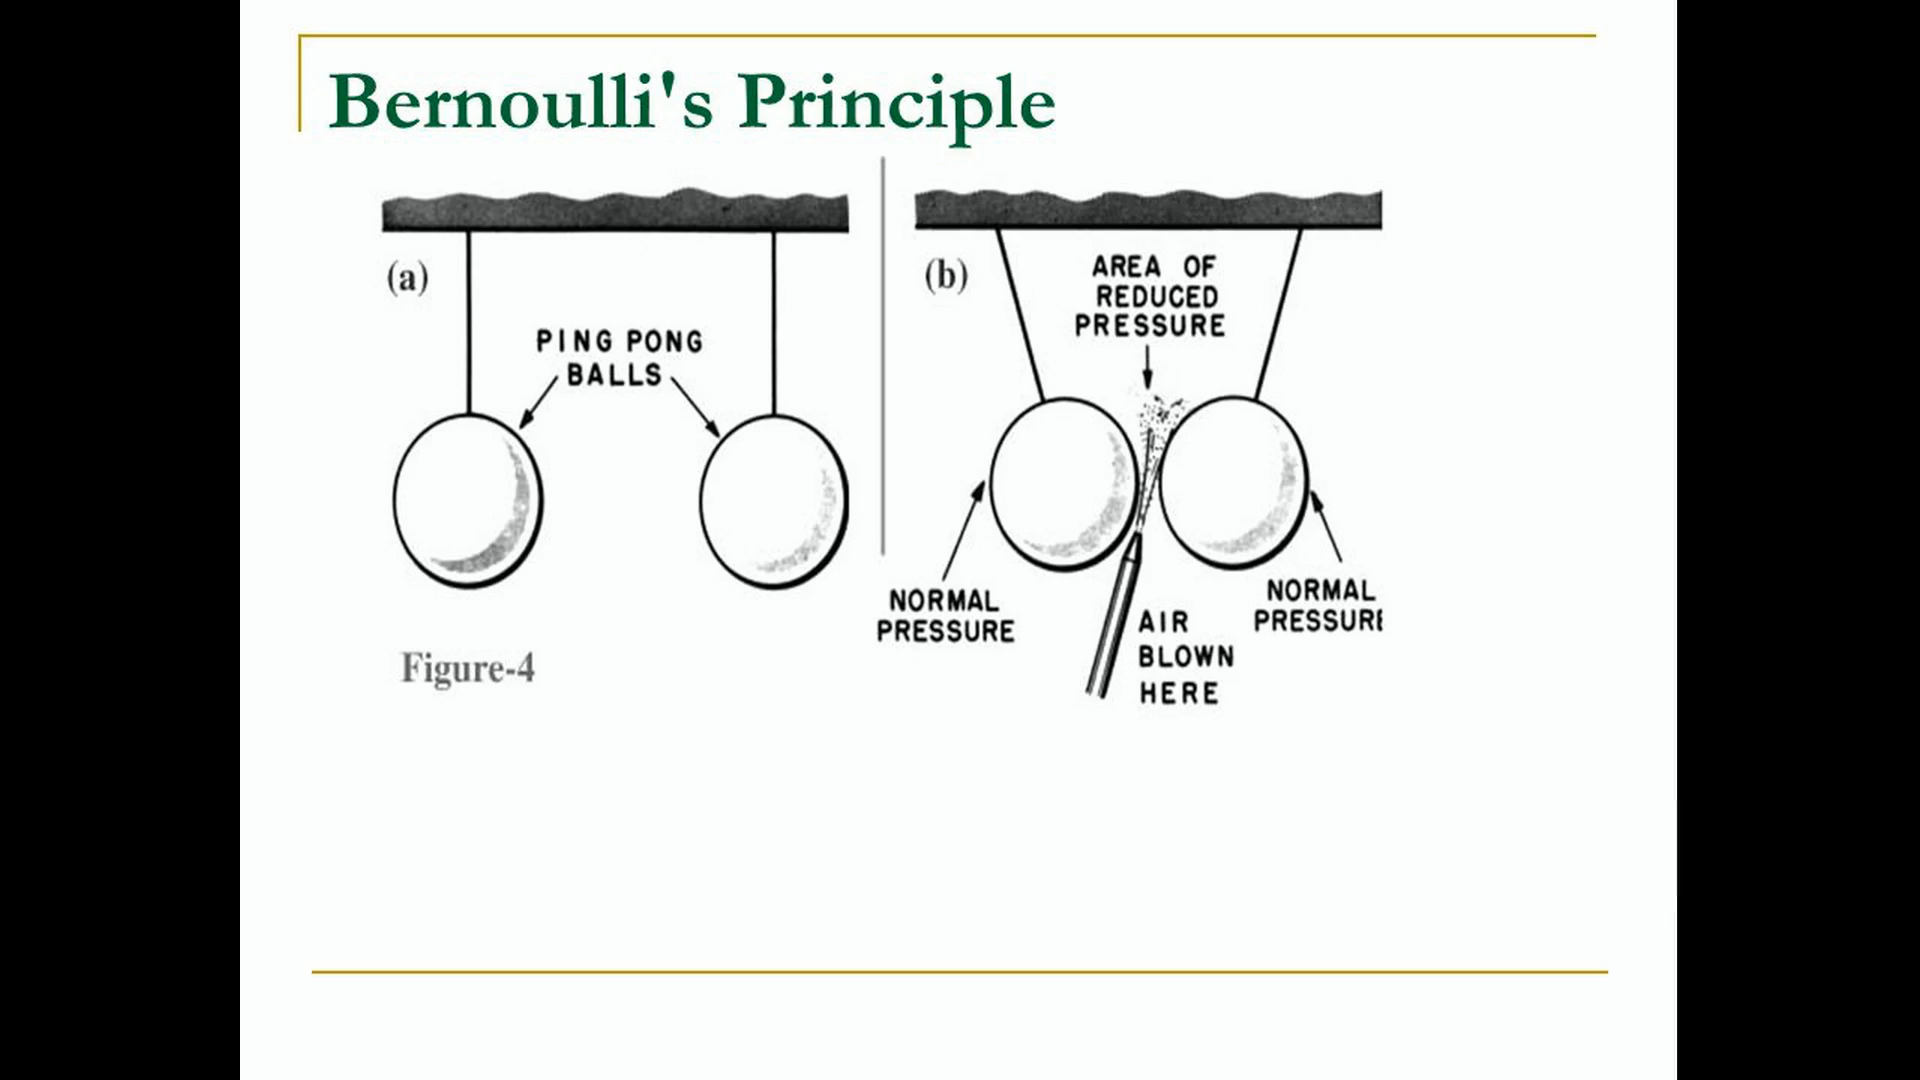 Bernoulli's Principle
(a)
PING PONG
BALLS
Figure-4
(b)
AREA OF
REDUCED
PRESSURE
NORMAL
PRESSURE
AIR
BLOWN
HERE
NORMAL
PRESSURE